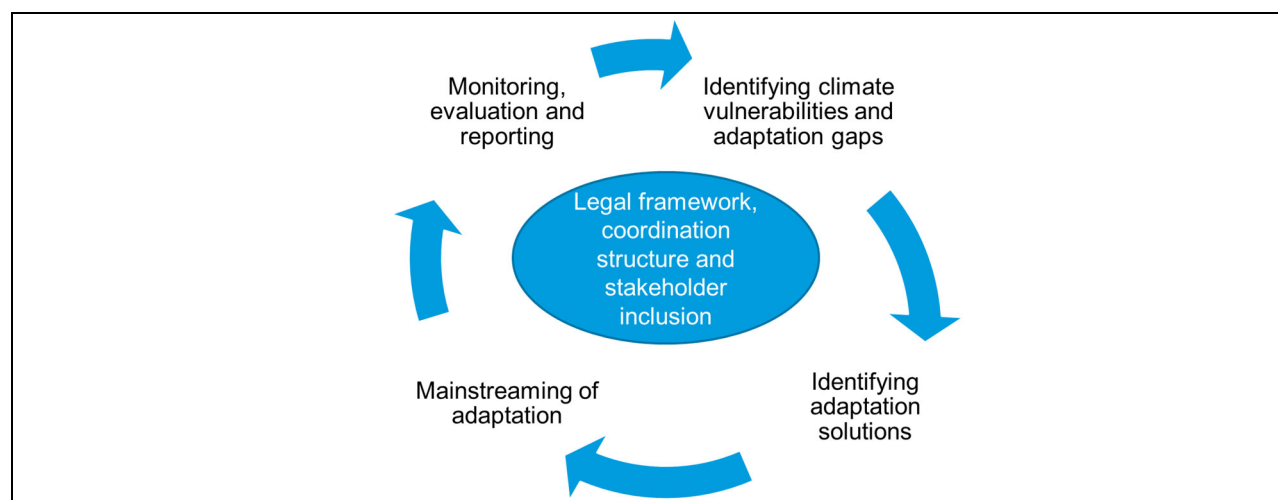 Monitoring,
evaluation and
reporting
Identifying climate
vulnerabilities and
adaptation gaps
Legal framework,
coordination
structure and
stakeholder
inclusion
Mainstreaming of
adaptation
Identifying
adaptation
solutions